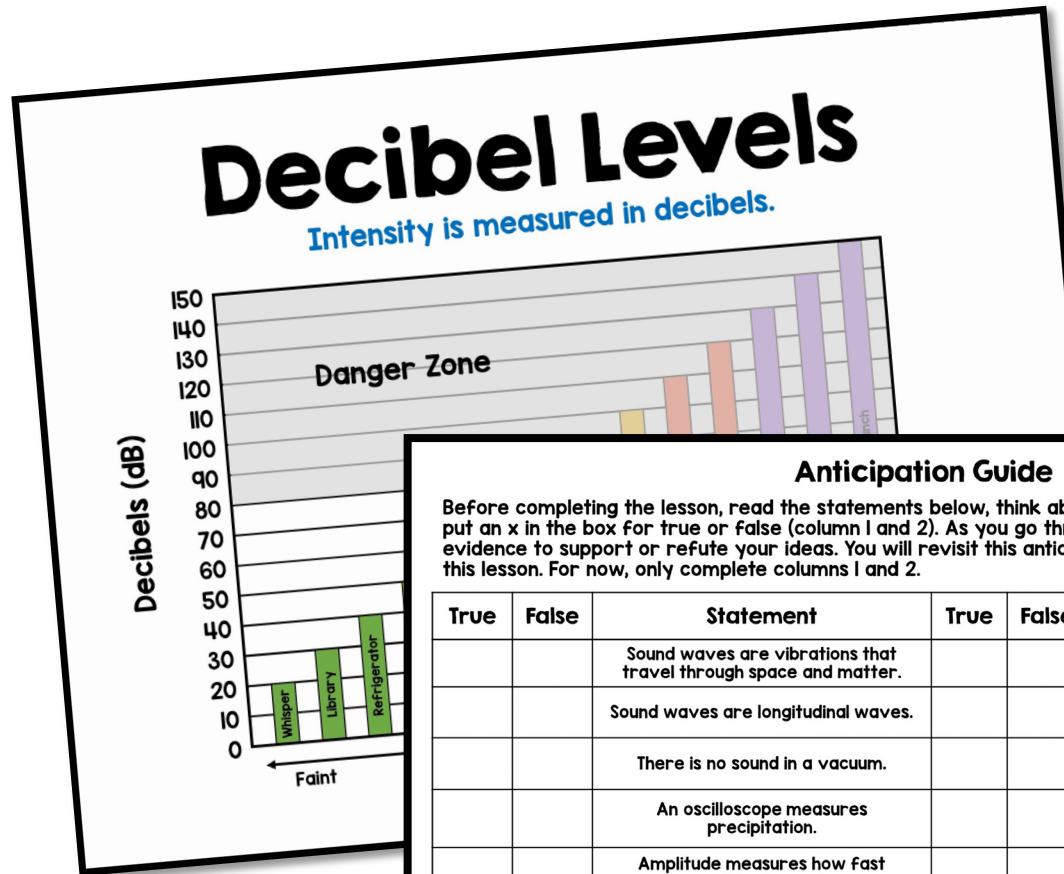 Decibel Levels
Intensity is measured in decibels.
150
140
130
120
110
100
90
80
70
60
50
40
30
20
10
0
Decibels (dB)
Danger Zone
Whisper
Library
Refrigerator
Faint
Anticipation Guide
Before completing the lesson, read the statements below, think
put an x in the box for true or false (column 1 and 2). As you go
evidence to support or refute your ideas. You will revisit this
this lesson. For now, only complete columns 1 and 2.
True False Statement True False
Sound waves are vibrations that
travel through space and matter.
Sound waves are longitudinal waves.
There is no sound in a vacuum.
An oscilloscope measures
precipitation.
Amplitude measures how fast